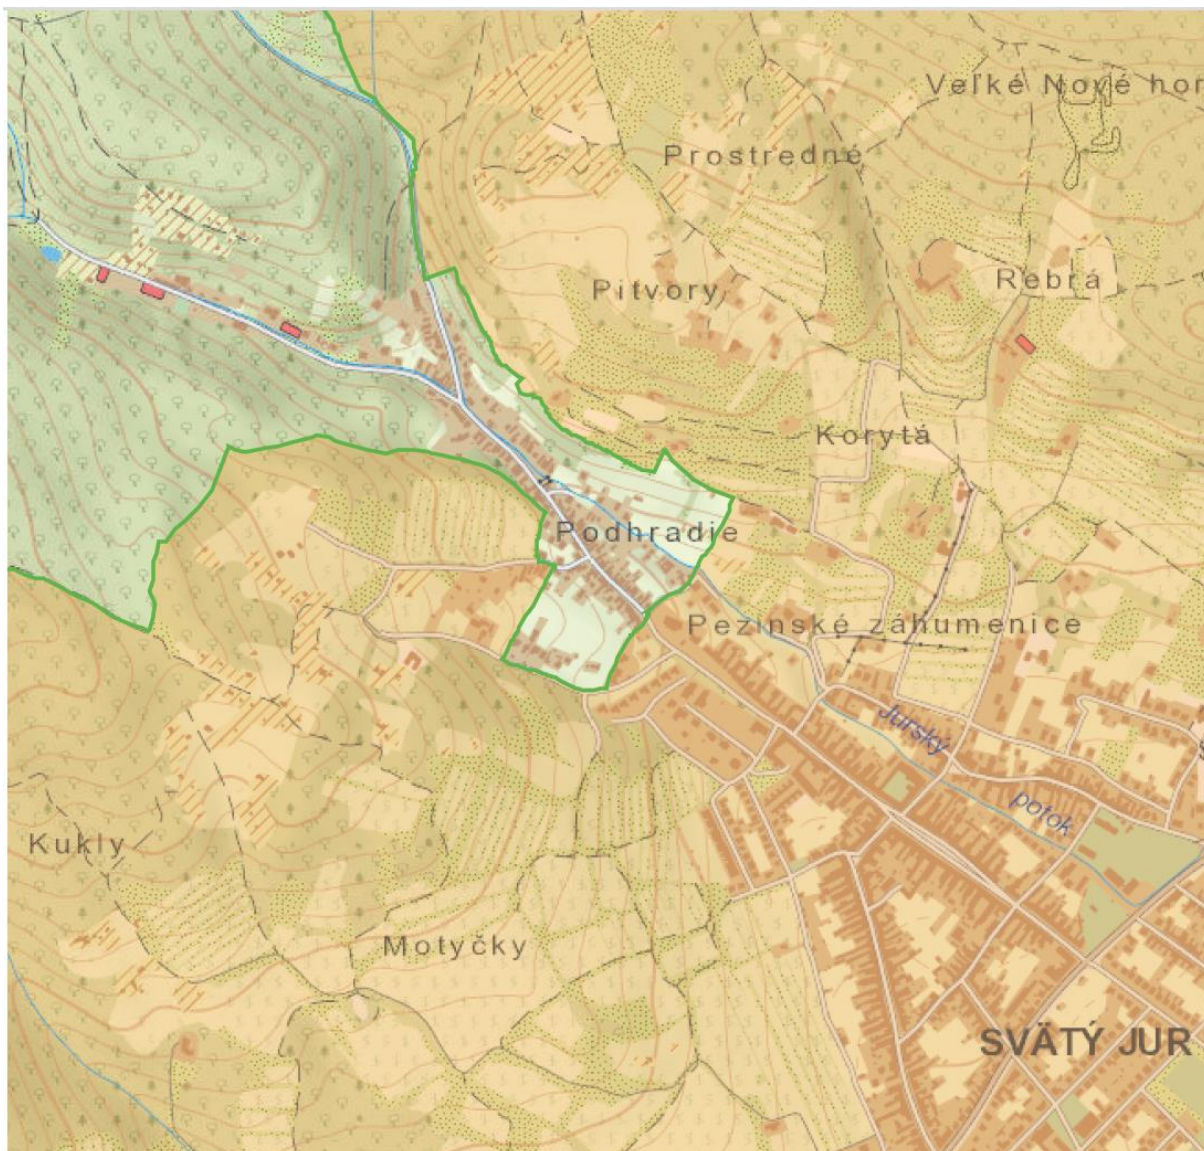 Veľké Nové hor
Prostredné
Pitvory
Rebrá
Korytá
Podhradie
Pezinské záhumenice
Jurský
potok
Kukly
Motyčky
SVÄTÝ JUR